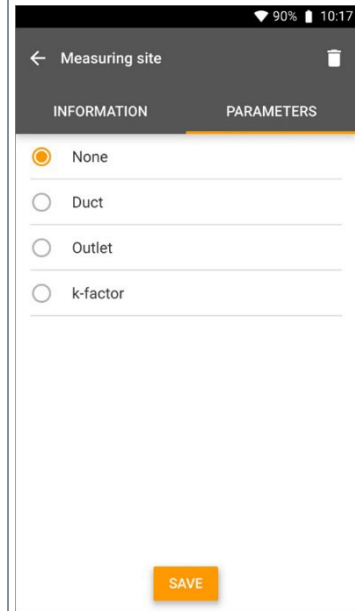 90% 10:17
Measuring site
INFORMATION PARAMETERS
None
Duct
Outlet
k-factor
SAVE